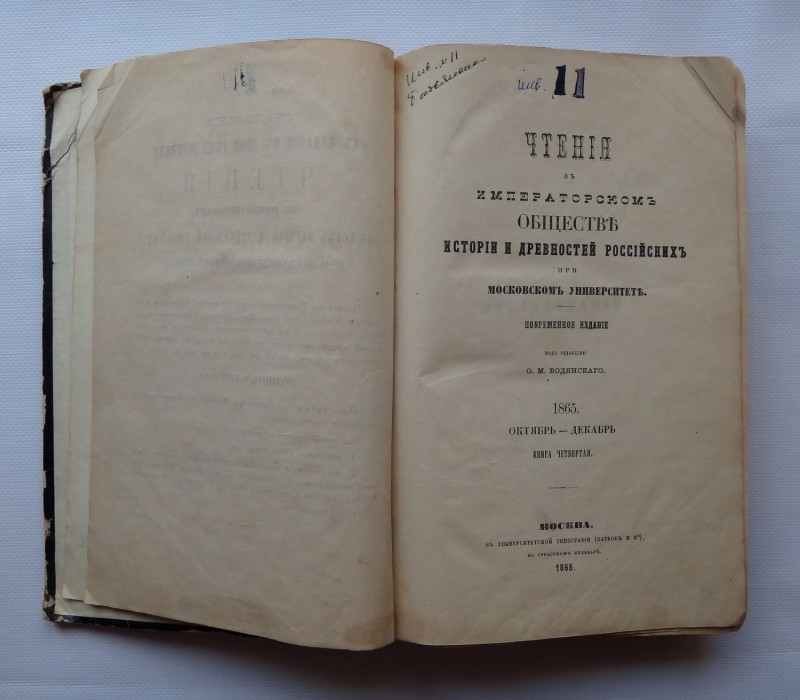 инв. 11
ЧТЕНІЯ
ВЪ
ИМПЕРАТОРСКОМЪ
ОБЩЕСТВѢ
ИСТОРІИ И ДРЕВНОСТЕЙ РОССІЙСКИХЪ
ПРИ
МОСКОВСКОМЪ УНИВЕРСИТЕТѢ.
ПОВРЕМЕННОЕ ИЗДАНІЕ
ПОДЪ РЕДАКЦІЕЮ
О. М. БОДЯНСКАГО.
1865.
ОКТЯБРЬ — ДЕКАБРЬ
КНИГА ЧЕТВЕРТАЯ.
МОСКВА.
ВЪ УНИВЕРСИТЕТСКОЙ ТИПОГРАФІИ (КАТКОВЪ И К°),
НА СТРАСТНОМЪ БУЛЬВАРѢ.
1865.